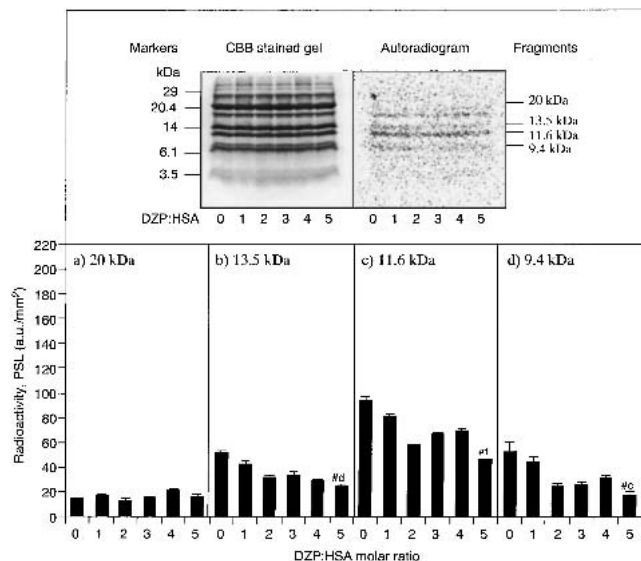 Markers CBB stained gel Autoradiogram Fragments
kDa
29
20.4
14
6.1
3.5
20 kDa
13.5 kDa
11.6 kDa
9.4 kDa
DZP:HSA 0 1 2 3 4 5 0 1 2 3 4 5
Radioactivity, PSL (a.u./mm²)
220
200
180
160
140
120
100
80
60
40
20
0
a) 20 kDa b) 13.5 kDa c) 11.6 kDa d) 9.4 kDa
#d #f #c
0 1 2 3 4 5 0 1 2 3 4 5 0 1 2 3 4 5 0 1 2 3 4 5
DZP:HSA molar ratio